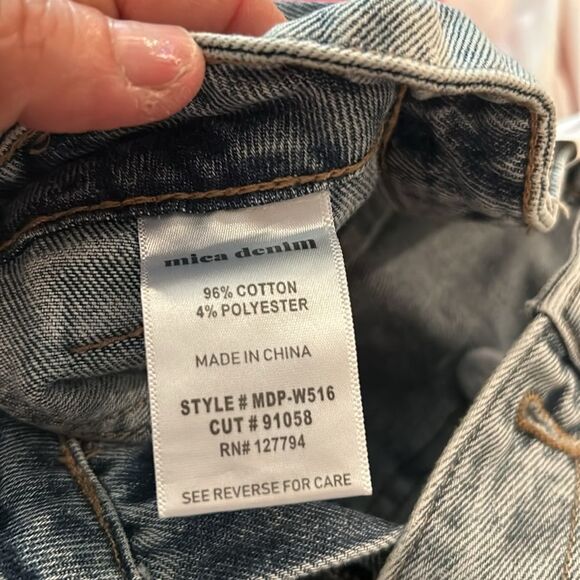 mica denim
96% COTTON
4% POLYESTER
MADE IN CHINA
STYLE # MDP-W516
CUT # 91058
RN# 127794
SEE REVERSE FOR CARE